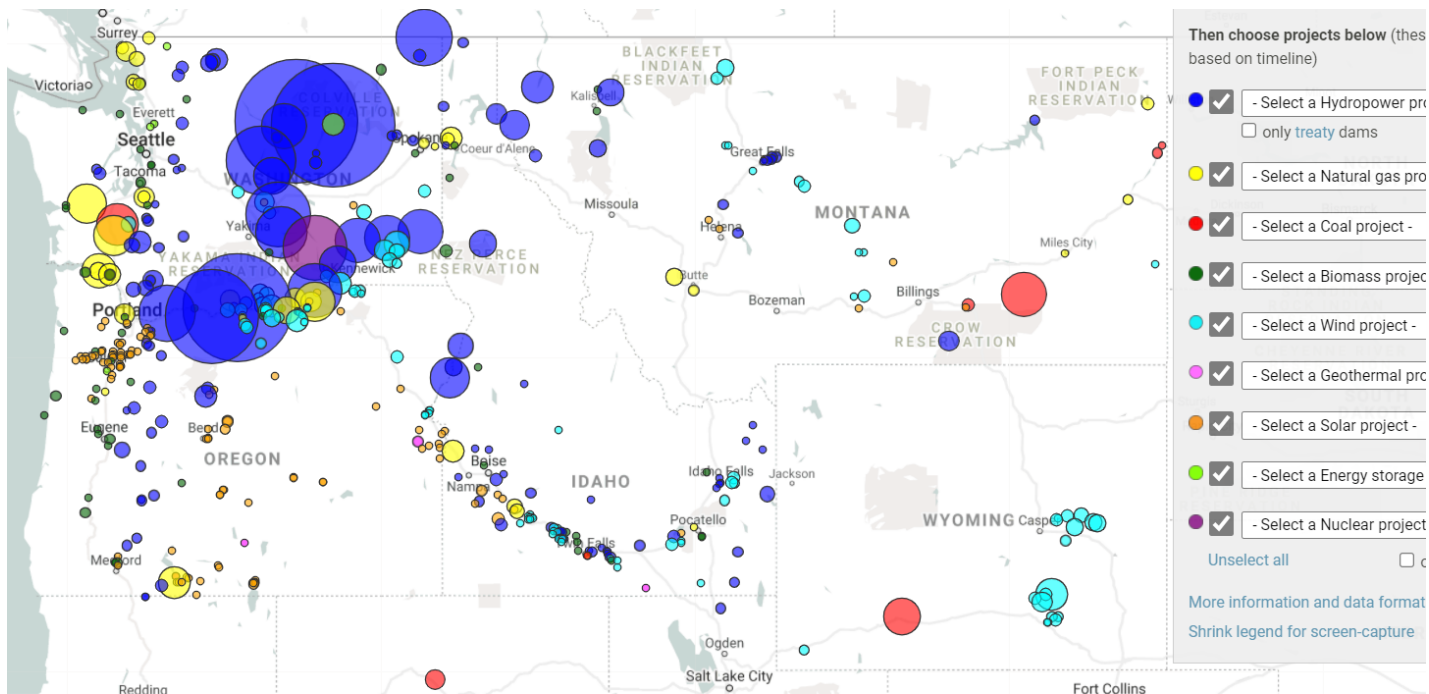 Surrey
Victoria
Everett
Seattle
Tacoma
COLVILLE
RESERVATION
Spokane
Coeur d'Alene
WASHINGTON
Yakima
YAKAMA INDIAN
RESERVATION
Kennewick
NEZ PERCE
RESERVATION
Portland
Eugene
Bend
OREGON
Medford
Redding
BLACKFEET
INDIAN
RESERVATION
Kalispell
Great Falls
Missoula
Helena
MONTANA
Butte
Bozeman
Billings
CROW
RESERVATION
Miles City
FORT PECK
INDIAN
RESERVATION
Boise
Nampa
IDAHO
Twin Falls
Idaho Falls
Pocatello
Jackson
WYOMING
Casper
Ogden
Salt Lake City
Fort Collins
Then choose projects below (thes
based on timeline)
- Select a Hydropower pro
only treaty dams
- Select a Natural gas pro
- Select a Coal project -
- Select a Biomass projec
- Select a Wind project -
- Select a Geothermal pro
- Select a Solar project -
- Select a Energy storage
- Select a Nuclear project
Unselect all
More information and data format
Shrink legend for screen-capture